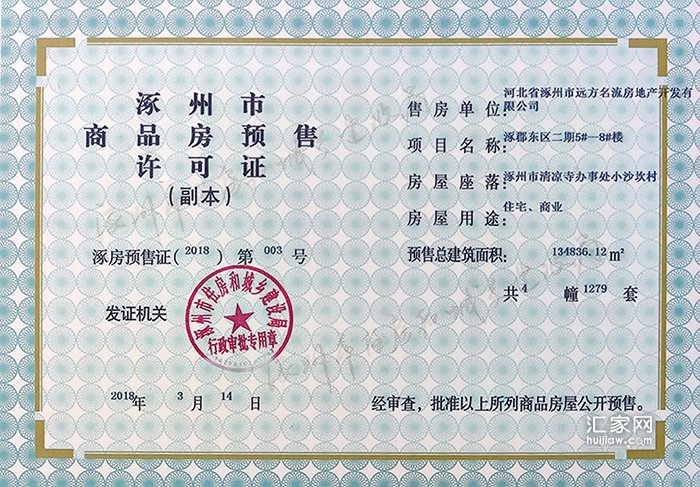 涿州市
商品房预售
许可证
(副本)
涿房预售证(2018)第003号
发证机关
涿州市住房和城乡建设局
行政审批专用章
2018年3月14日
售房单位:河北省涿州市远方名流房地产开发有
限公司
项目名称:涿郡东区二期5#—8#楼
房屋座落:涿州市清凉寺办事处小沙坎村
房屋用途:住宅、商业
预售总建筑面积:134836.12m²
共4幢1279套
经审查,批准以上所列商品房屋公开预售。
汇家网
huijlaw.com